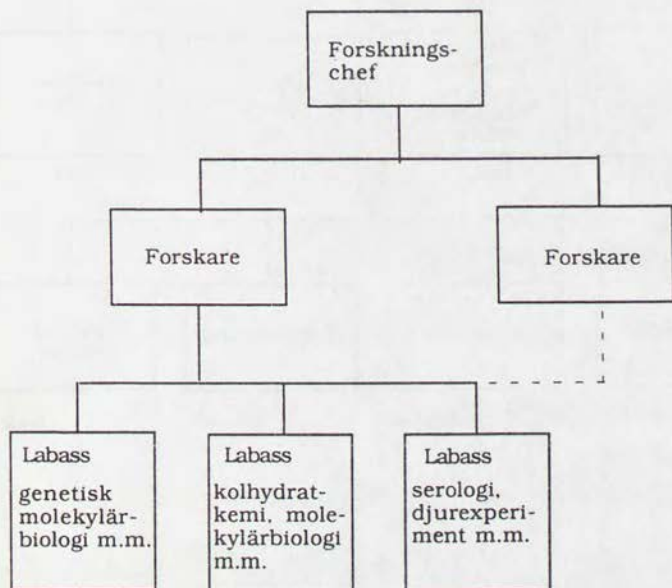 Forsknings-
chef
Forskare
Forskare
Labass
genetisk
molekylär-
biologi m.m.
Labass
kolhydrat-
kemi, mole-
kylärbiologi
m.m.
Labass
serologi,
djurexperi-
ment m.m.